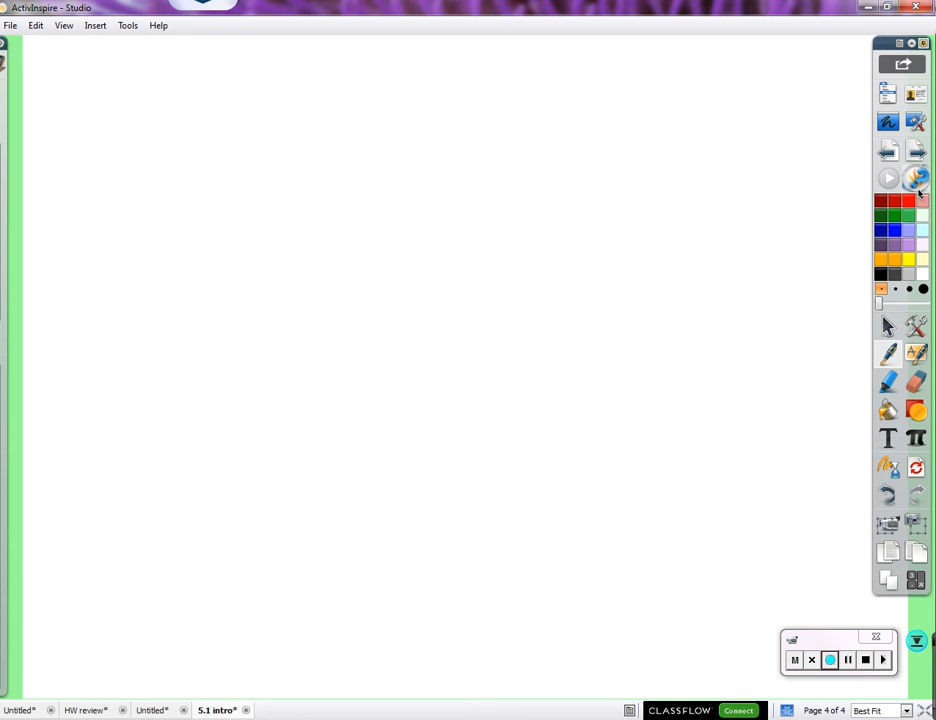 ActivInspire - Studio
File Edit View Insert Tools Help
T π
M
Untitled* HW review* Untitled* 5.1 intro* CLASSFLOW Connect Page 4 of 4 Best Fit